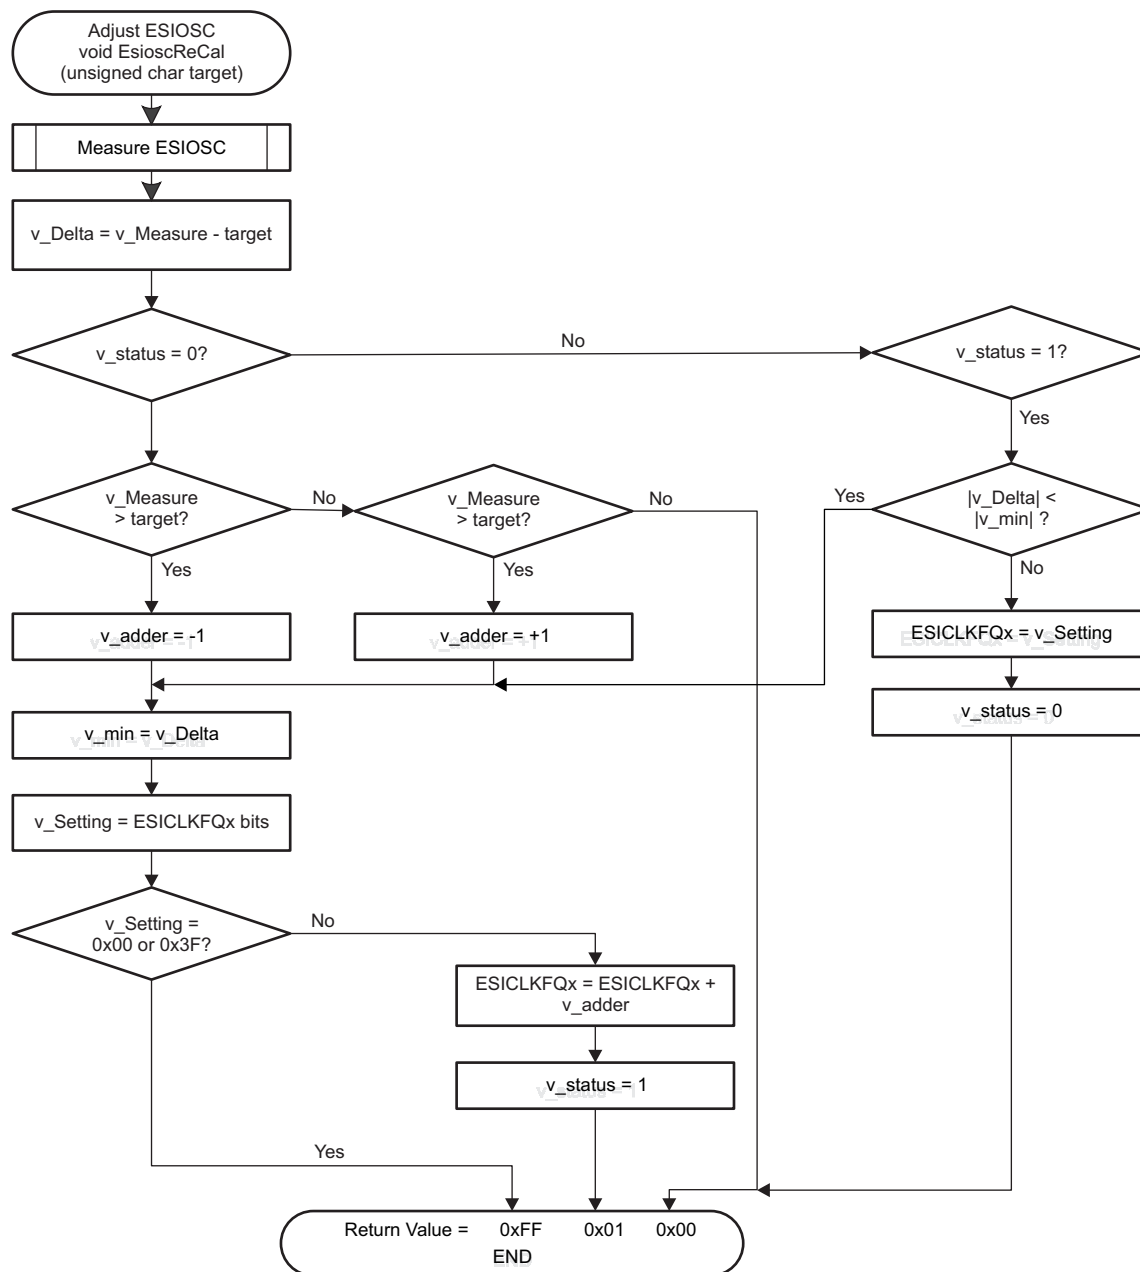 Adjust ESIOSC
void EsioscReCal
(unsigned char target)
Measure ESIOSC
v_Delta = v_Measure - target
v_status = 0?
No
v_status = 1?
Yes
v_Measure
> target?
No
v_Measure
> target?
No
Yes
|v_Delta| <
|v_min| ?
Yes
Yes
No
v_adder = -1
v_adder = +1
ESICLKFQx = v_Setting
v_min = v_Delta
v_status = 0
v_Setting = ESICLKFQx bits
v_Setting =
0x00 or 0x3F?
No
ESICLKFQx = ESICLKFQx +
v_adder
v_status = 1
Yes
Return Value = 0xFF 0x01 0x00
END